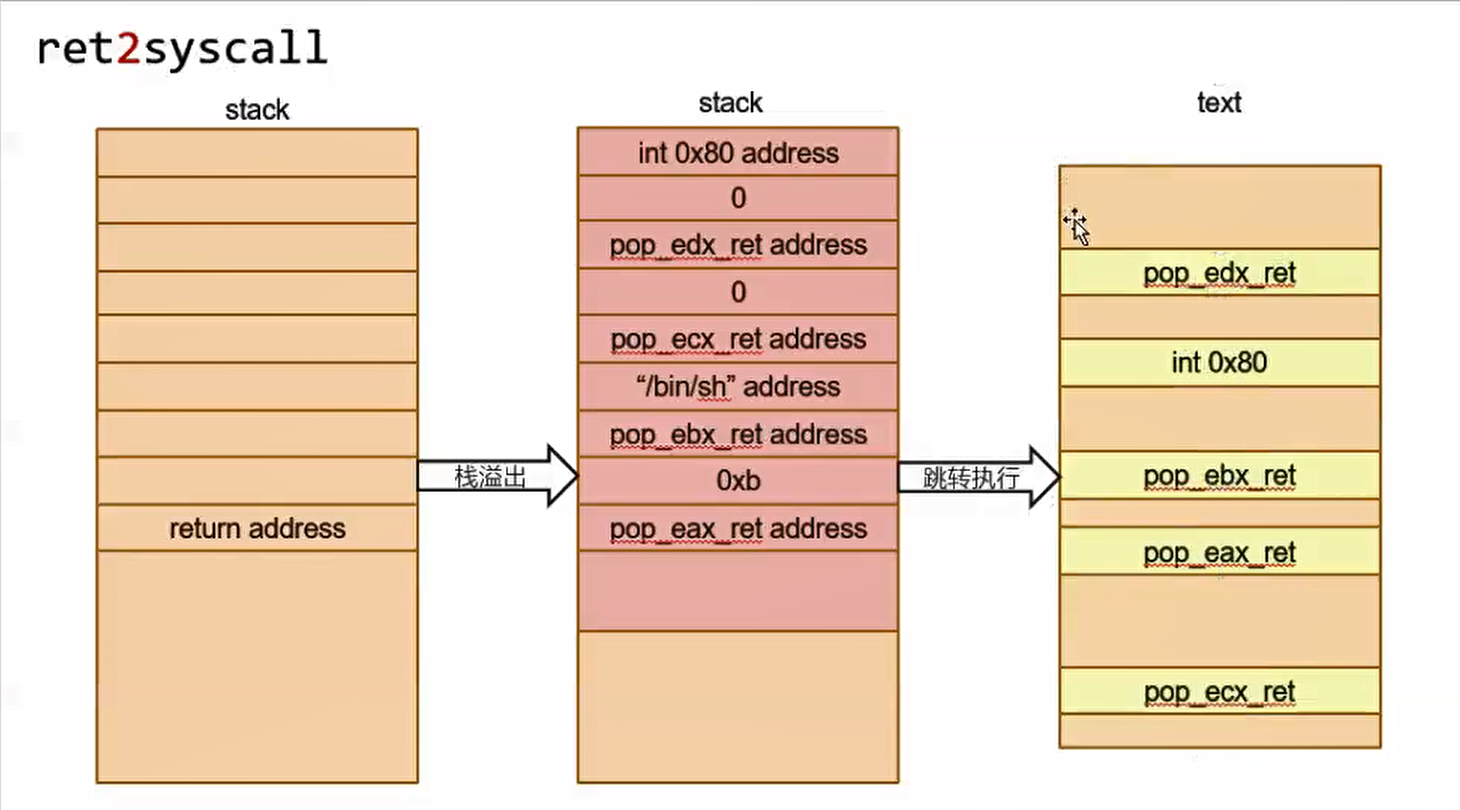 ret2syscall
stack
return address
栈溢出
stack
int 0x80 address
0
pop_edx_ret address
0
pop_ecx_ret address
“/bin/sh” address
pop_ebx_ret address
0xb
pop_eax_ret address
跳转执行
text
pop_edx_ret
int 0x80
pop_ebx_ret
pop_eax_ret
pop_ecx_ret